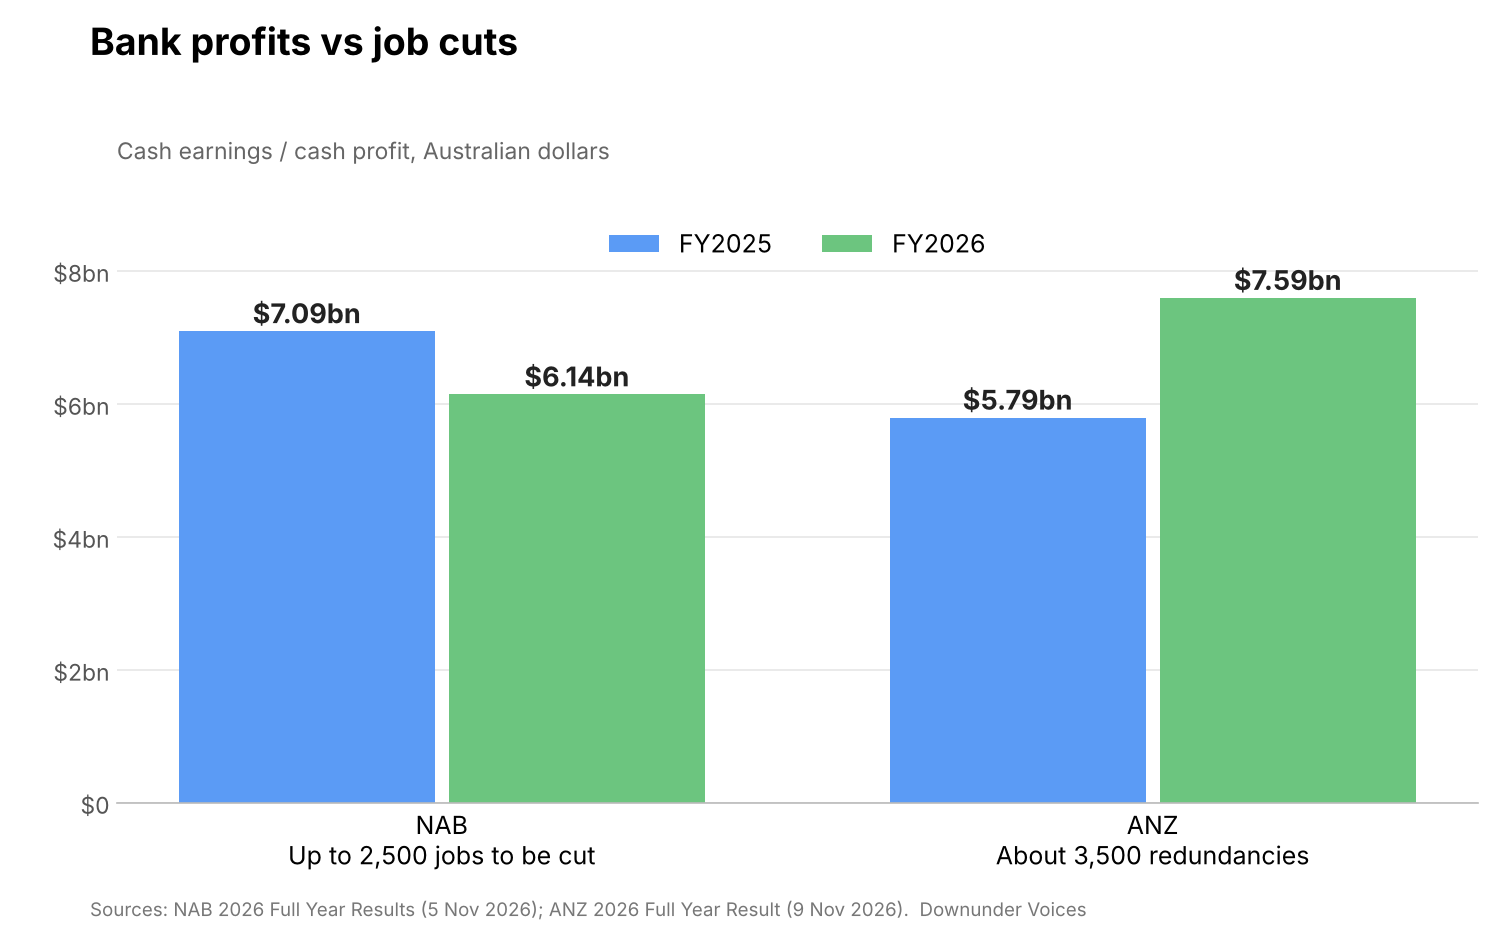 Bank profits vs job cuts
Cash earnings / cash profit, Australian dollars
FY2025 FY2026
$8bn
$7.59bn
$7.09bn
$6.14bn
$5.79bn
$6bn
$4bn
$2bn
$0
NAB
Up to 2,500 jobs to be cut
ANZ
About 3,500 redundancies
Sources: NAB 2026 Full Year Results (5 Nov 2026); ANZ 2026 Full Year Result (9 Nov 2026).  Downunder Voices